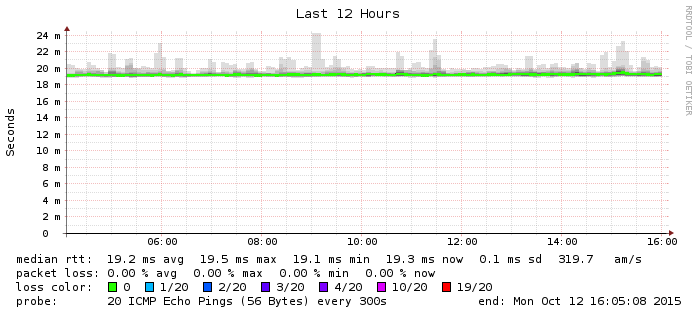 Last 12 Hours
RRDTOOL / TOBI OETIKER
Seconds
24 m
22 m
20 m
18 m
16 m
14 m
12 m
10 m
8 m
6 m
4 m
2 m
0
06:00 08:00 10:00 12:00 14:00 16:00
median rtt: 19.2 ms avg 19.5 ms max 19.1 ms min 19.3 ms now 0.1 ms sd 319.7 am/s
packet loss: 0.00 % avg 0.00 % max 0.00 % min 0.00 % now
loss color: 0 1/20 2/20 3/20 4/20 10/20 19/20
probe: 20 ICMP Echo Pings (56 Bytes) every 300s end: Mon Oct 12 16:05:08 2015